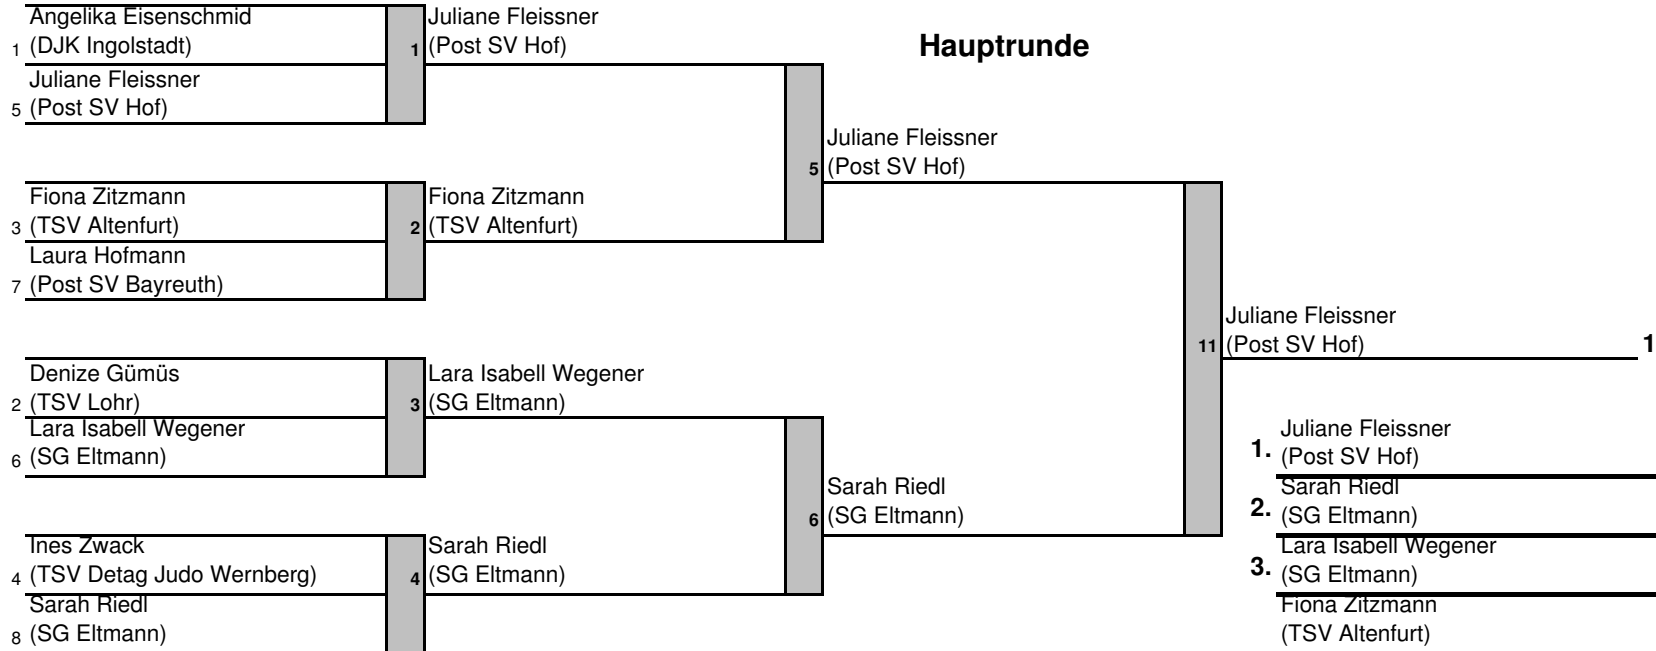 Angelika Eisenschmid
1 (DJK Ingolstadt)
Juliane Fleissner
5 (Post SV Hof)
Fiona Zitzmann
3 (TSV Altenfurt)
Laura Hofmann
7 (Post SV Bayreuth)
Denize Gümüs
2 (TSV Lohr)
Lara Isabell Wegener
6 (SG Eltmann)
Ines Zwack
4 (TSV Detag Judo Wernberg)
Sarah Riedl
8 (SG Eltmann)
Juliane Fleissner
1 (Post SV Hof)
Fiona Zitzmann
2 (TSV Altenfurt)
Lara Isabell Wegener
3 (SG Eltmann)
Sarah Riedl
4 (SG Eltmann)
Hauptrunde
Juliane Fleissner
5 (Post SV Hof)
Sarah Riedl
6 (SG Eltmann)
Juliane Fleissner
11 (Post SV Hof) 1
Juliane Fleissner
1. (Post SV Hof)
Sarah Riedl
2. (SG Eltmann)
Lara Isabell Wegener
3. (SG Eltmann)
Fiona Zitzmann
(TSV Altenfurt)